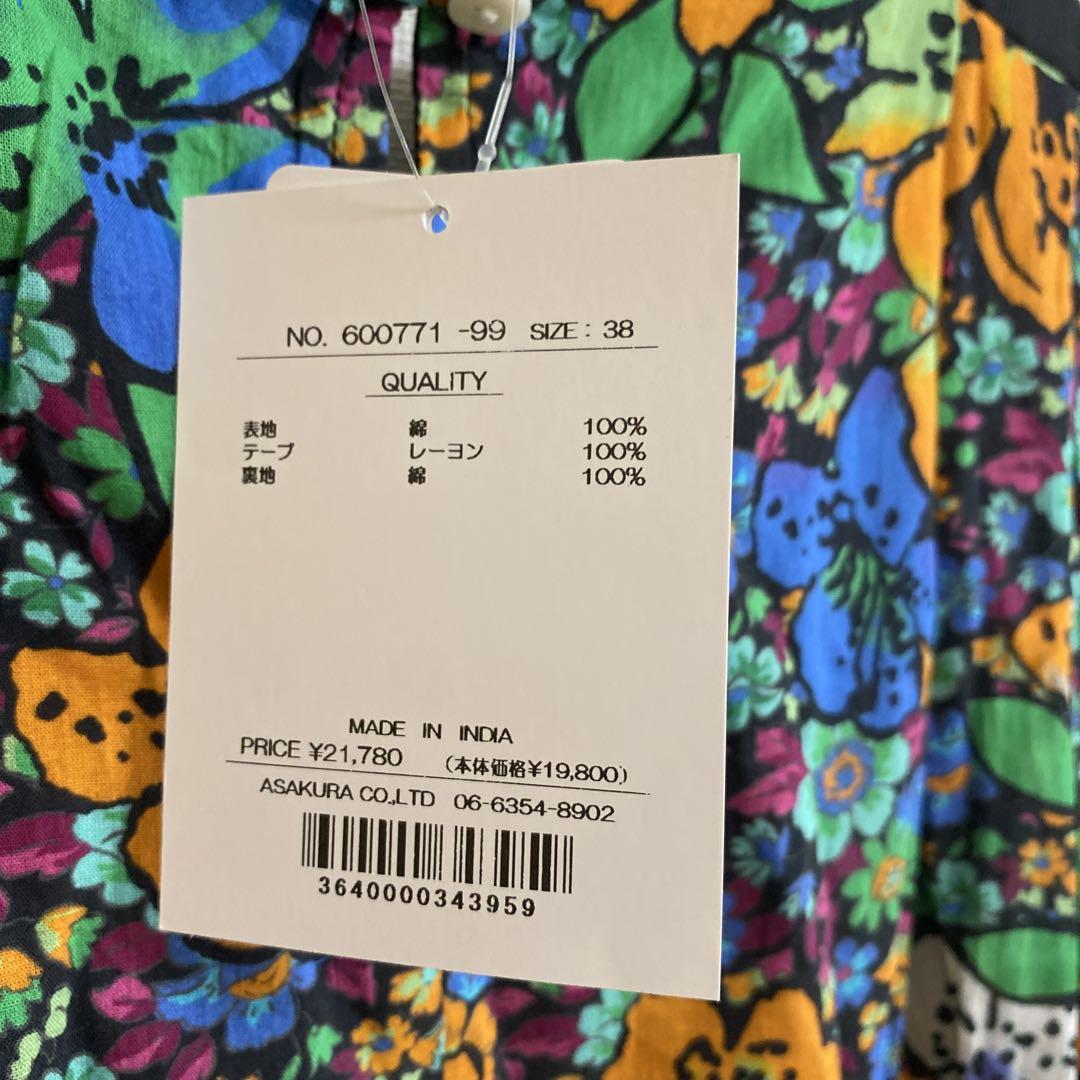 NO. 600771 -99 SIZE : 38
QUALITY
表地 綿 100%
テープ レーヨン 100%
裏地 綿 100%
MADE IN INDIA
PRICE ¥21,780 (本体価格¥19,800)
ASAKURA CO.,LTD 06-6354-8902
3640000343959